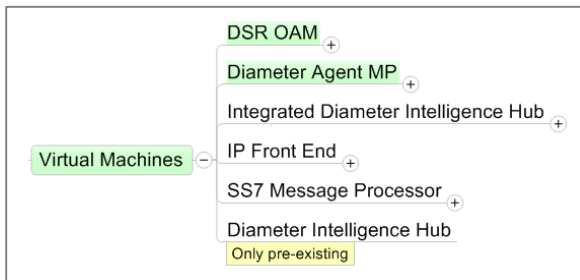 DSR OAM
Diameter Agent MP
Integrated Diameter Intelligence Hub
Virtual Machines
IP Front End
SS7 Message Processor
Diameter Intelligence Hub
Only pre-existing